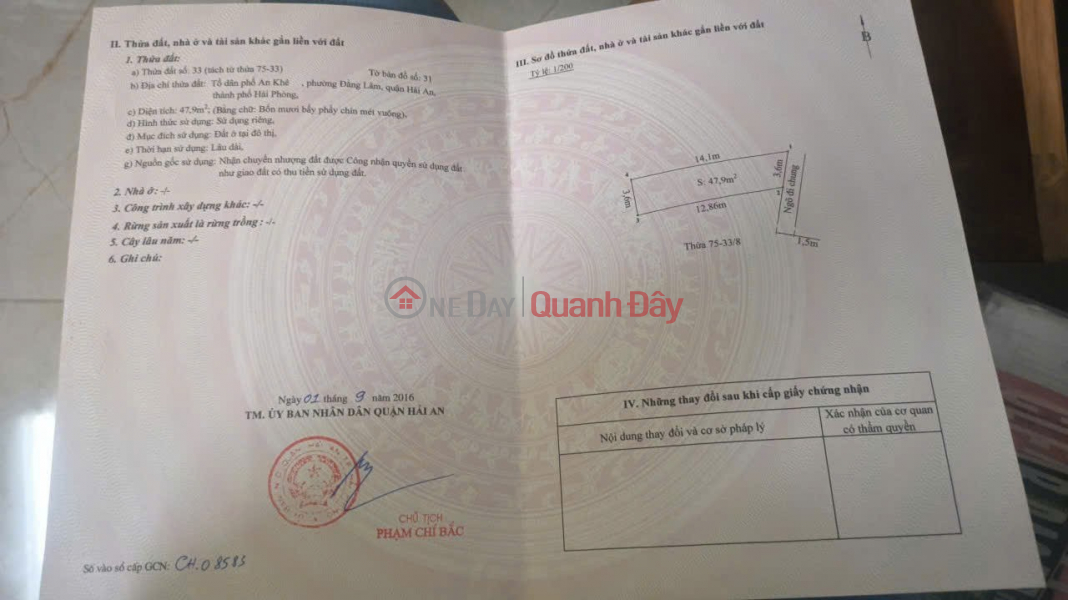 II. Thửa đất, nhà ở và tài sản khác gắn liền với đất
1. Thửa đất:
a) Thửa đất số: 33 (tách từ thửa 75-33) Tờ bản đồ số: 31
b) Địa chỉ thửa đất: Tổ dân phố An Khê , phường Đằng Lâm, quận Hải An,
thành phố Hải Phòng,
c) Diện tích: 47,9m²; (Bằng chữ: Bốn mươi bẩy phẩy chín mét vuông),
d) Hình thức sử dụng: Sử dụng riêng,
đ) Mục đích sử dụng: Đất ở tại đô thị,
e) Thời hạn sử dụng: Lâu dài,
g) Nguồn gốc sử dụng: Nhận chuyển nhượng đất được Công nhận quyền sử dụng đất
như giao đất có thu tiền sử dụng đất.
2. Nhà ở: -/-
3. Công trình xây dựng khác: -/-
4. Rừng sản xuất là rừng trồng : -/-
5. Cây lâu năm: -/-
6. Ghi chú:
Ngày 01 tháng 9 năm 2016
TM. ỦY BAN NHÂN DÂN QUẬN HẢI AN
CHỦ TỊCH
PHẠM CHÍ BẮC
Số vào sổ cấp GCN: CH.08583
III. Sơ đồ thửa đất, nhà ở và tài sản khác gắn liền với đất
Tỷ lệ: 1/200
B
14,1m
3,6m
S: 47,9m²
3,6m
12,86m
Ngõ đi chung
1,5m
Thửa 75-33/8
IV. Những thay đổi sau khi cấp giấy chứng nhận
Nội dung thay đổi và cơ sở pháp lý
Xác nhận của cơ quan
có thẩm quyền
ONE DAY Quanh Đây